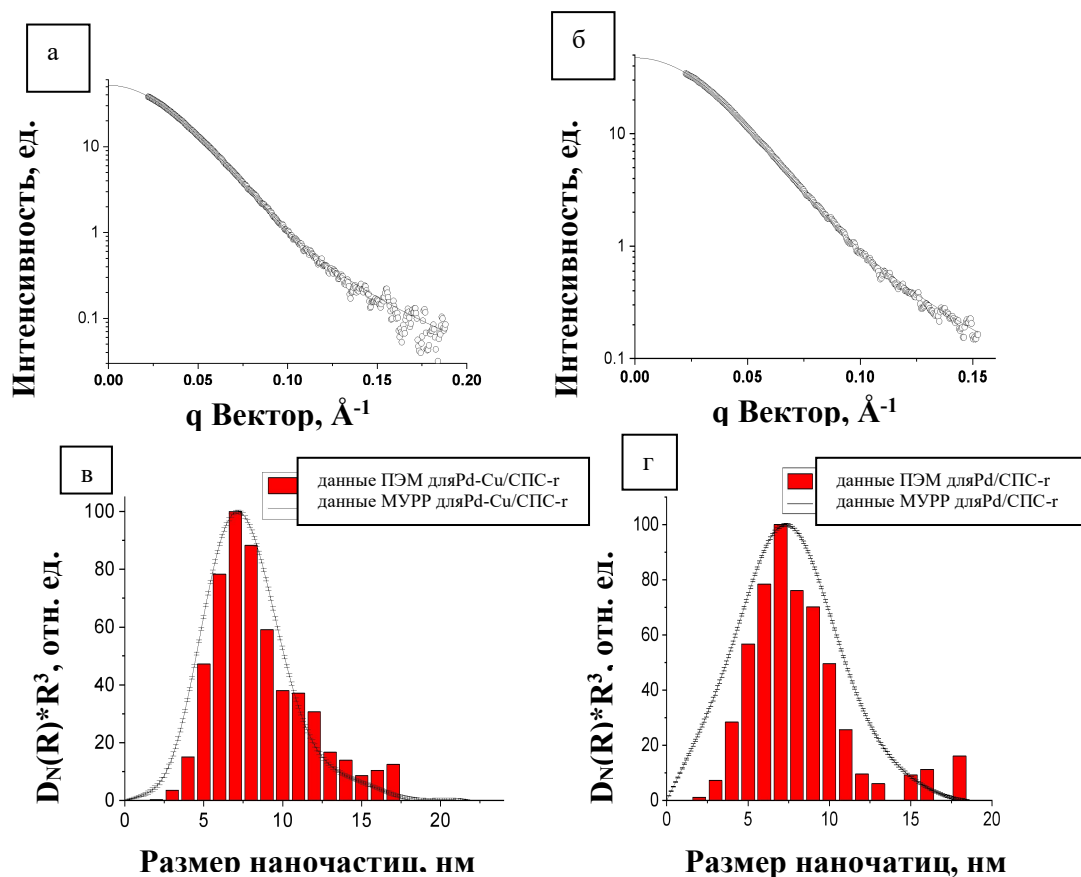 а
Интенсивность, ед.
10
1
0.1
0.00 0.05 0.10 0.15 0.20
q Вектор, Å⁻¹
б
Интенсивность, ед.
10
1
0.1
0.00 0.05 0.10 0.15
q Вектор, Å⁻¹
в
данные ПЭМ дляPd-Cu/СПС-r
данные МУРР дляPd-Cu/СПС-r
D_N(R)*R³, отн. ед.
100
80
60
40
20
0
0 5 10 15 20
Размер наночастиц, нм
г
данные ПЭМ дляPd/СПС-r
данные МУРР дляPd/СПС-r
D_N(R)*R³, отн. ед.
100
80
60
40
20
0
0 5 10 15 20
Размер наночатиц, нм